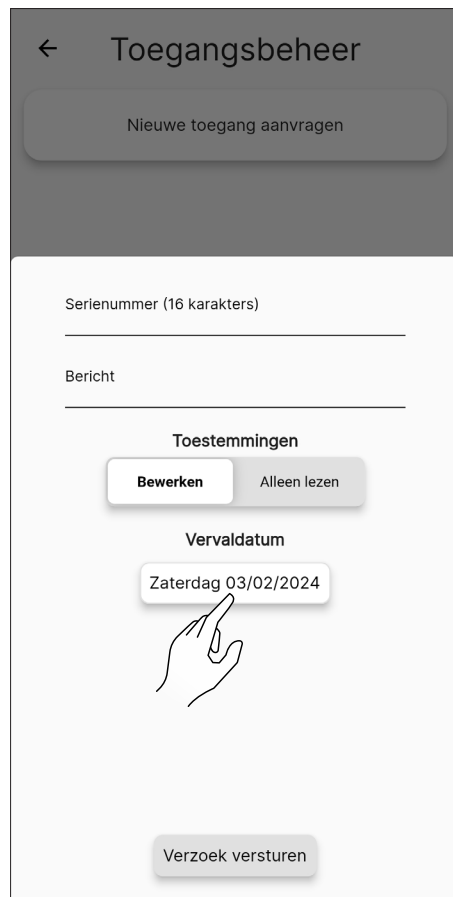 Toegangsbeheer
Nieuwe toegang aanvragen
Serienummer (16 karakters)
Bericht
Toestemmingen
Bewerken Alleen lezen
Vervaldatum
Zaterdag 03/02/2024
Verzoek versturen